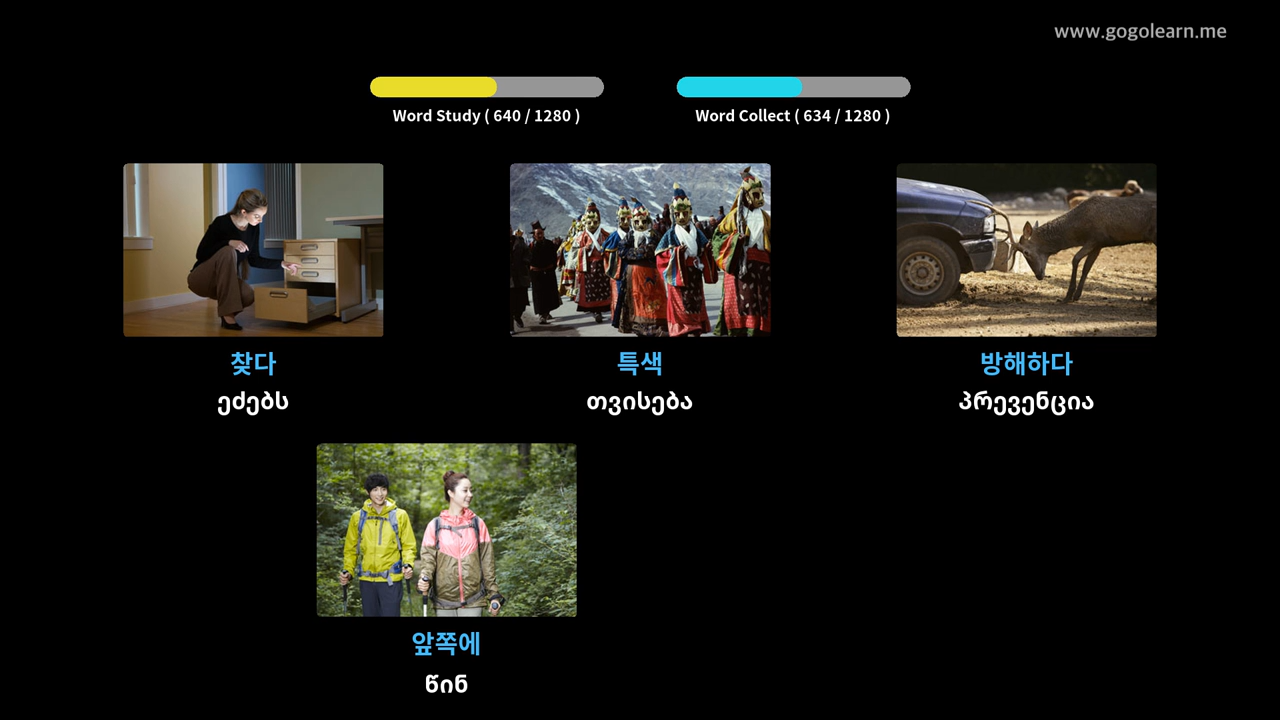 www.gogolearn.me
Word Study ( 640 / 1280 )
Word Collect ( 634 / 1280 )
찾다
ეძებს
특색
თვისება
방해하다
პრევენცია
앞쪽에
წინ